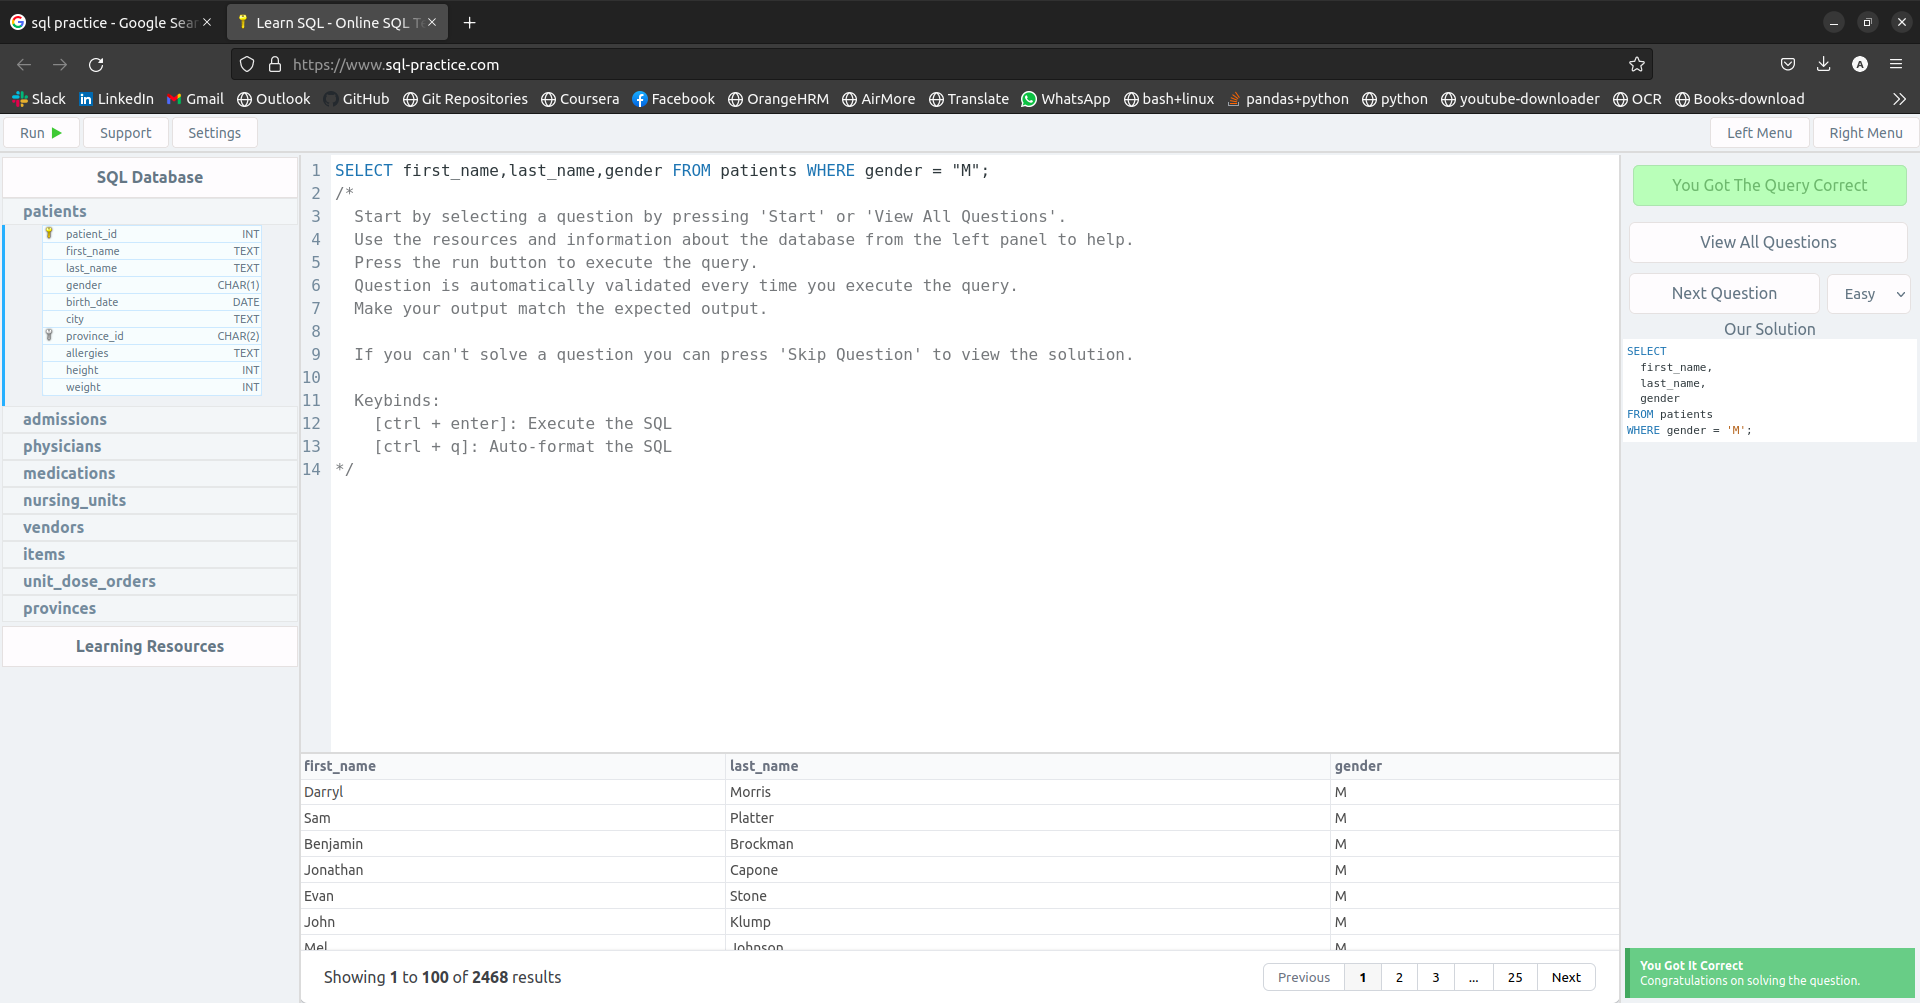 sql practice - Google Sear
Learn SQL - Online SQL Te
https://www.sql-practice.com
Slack LinkedIn Gmail Outlook GitHub Git Repositories Coursera Facebook OrangeHRM AirMore Translate WhatsApp bash+linux pandas+python python youtube-downloader OCR Books-download
Run Support Settings Left Menu Right Menu
SQL Database
patients
patient_id INT
first_name TEXT
last_name TEXT
gender CHAR(1)
birth_date DATE
city TEXT
province_id CHAR(2)
allergies TEXT
height INT
weight INT
admissions
physicians
medications
nursing_units
vendors
items
unit_dose_orders
provinces
Learning Resources
1 SELECT first_name,last_name,gender FROM patients WHERE gender = "M";
2 /*
3 Start by selecting a question by pressing 'Start' or 'View All Questions'.
4 Use the resources and information about the database from the left panel to help.
5 Press the run button to execute the query.
6 Question is automatically validated every time you execute the query.
7 Make your output match the expected output.
8
9 If you can't solve a question you can press 'Skip Question' to view the solution.
10
11 Keybinds:
12 [ctrl + enter]: Execute the SQL
13 [ctrl + q]: Auto-format the SQL
14 */
first_name last_name gender
Darryl Morris M
Sam Platter M
Benjamin Brockman M
Jonathan Capone M
Evan Stone M
John Klump M
Mel Johnson M
Showing 1 to 100 of 2468 results
Previous 1 2 3 ... 25 Next
You Got The Query Correct
View All Questions
Next Question Easy
Our Solution
SELECT
first_name,
last_name,
gender
FROM patients
WHERE gender = 'M';
You Got It Correct
Congratulations on solving the question.